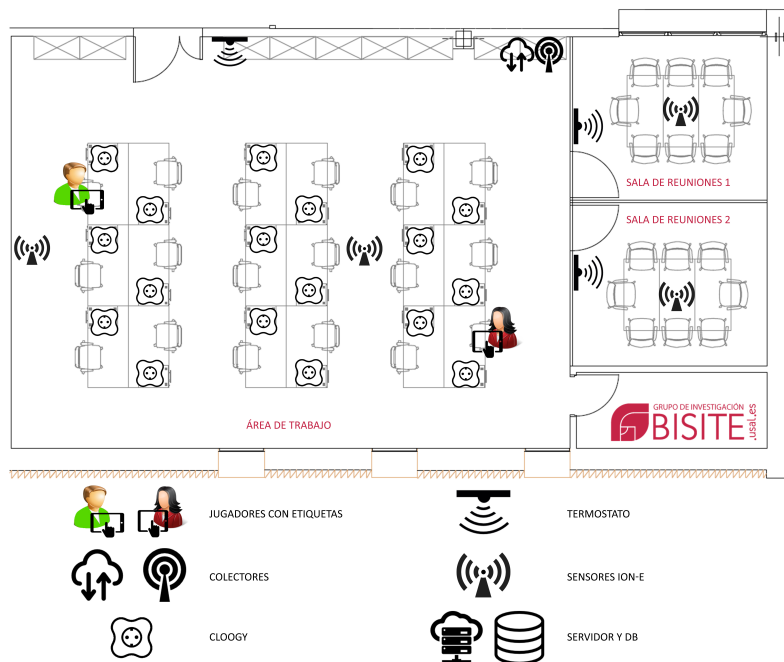 SALA DE REUNIONES 1
SALA DE REUNIONES 2
ÁREA DE TRABAJO
GRUPO DE INVESTIGACIÓN
BISITE
.usal.es
JUGADORES CON ETIQUETAS
TERMOSTATO
COLECTORES
SENSORES ION-E
CLOOGY
SERVIDOR Y DB